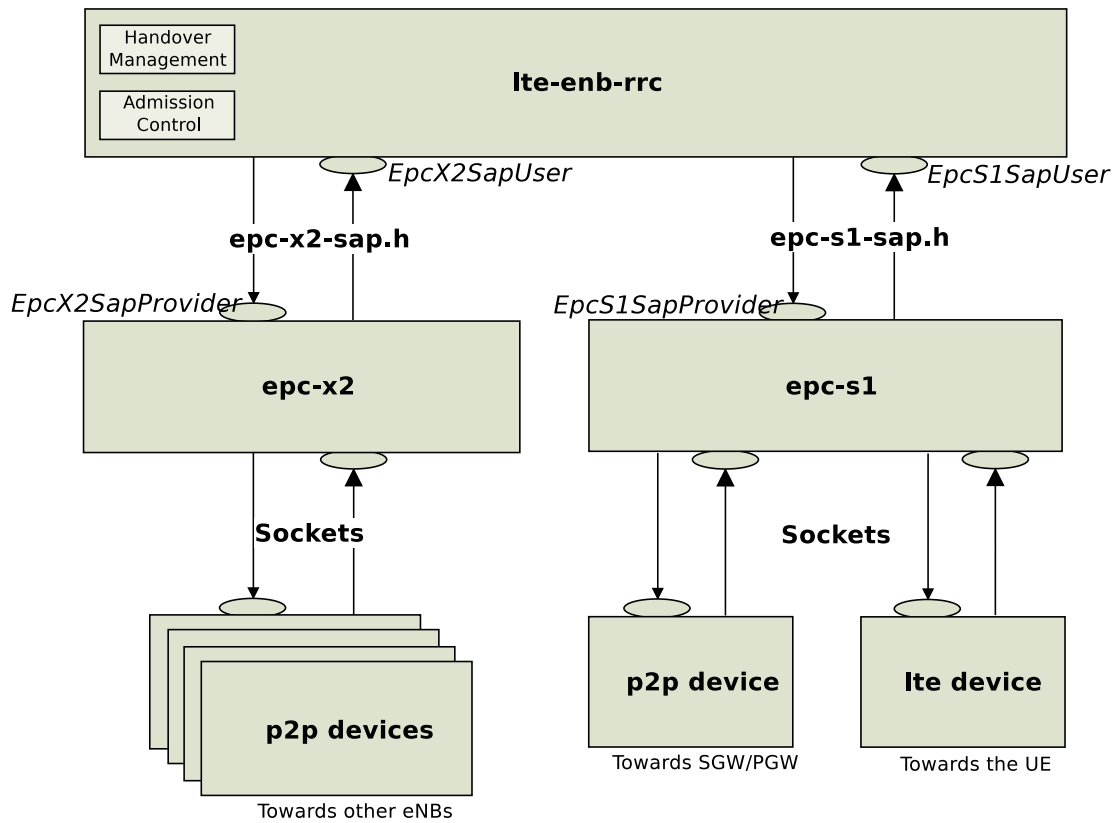 Handover
Management
lte-enb-rrc
Admission
Control
EpcX2SapUser
EpcS1SapUser
epc-x2-sap.h
epc-s1-sap.h
EpcX2SapProvider
EpcS1SapProvider
epc-x2
epc-s1
Sockets
Sockets
p2p device
lte device
p2p devices
Towards SGW/PGW
Towards the UE
Towards other eNBs